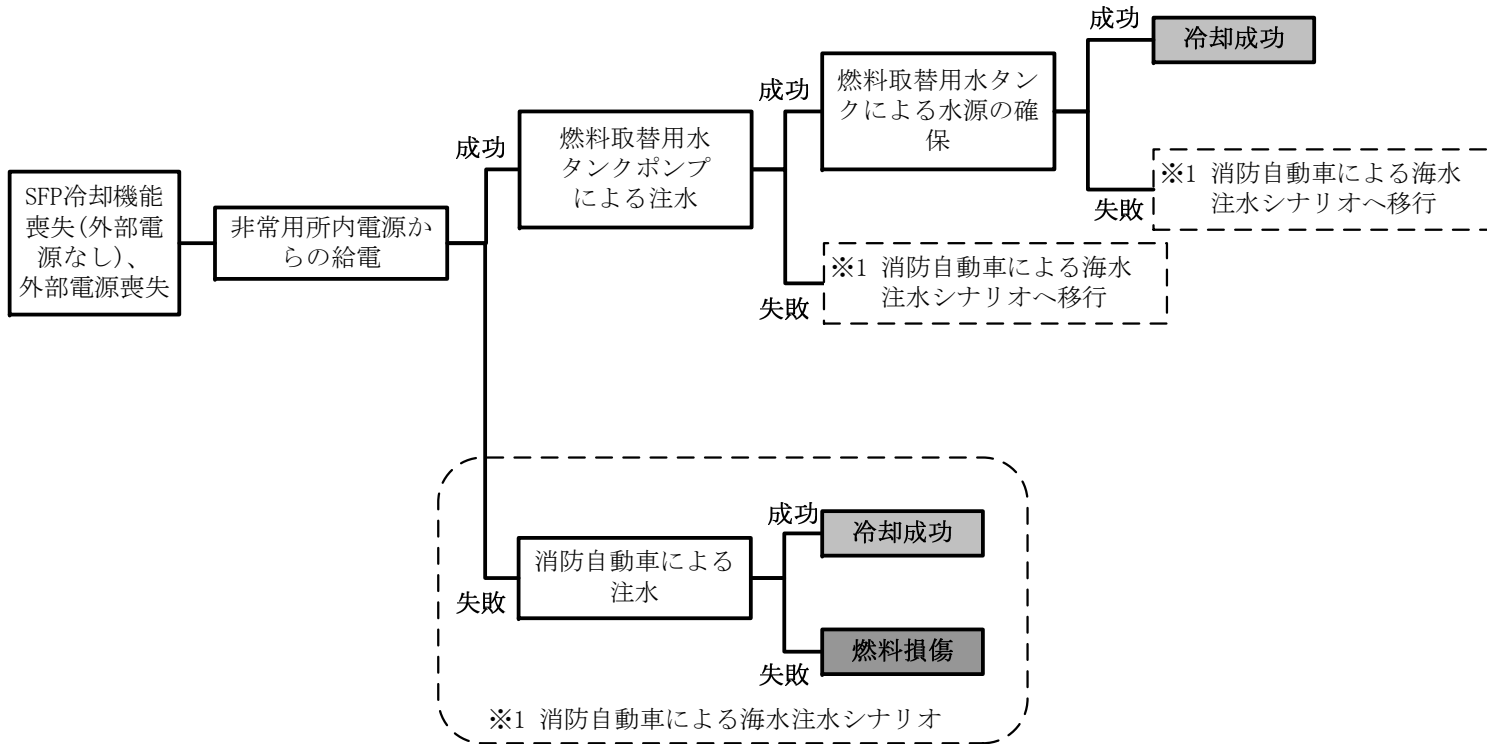 SFP冷却機能
喪失(外部電
源なし)、
外部電源喪失
非常用所内電源か
らの給電
成功
燃料取替用水
タンクポンプ
による注水
成功
燃料取替用水タン
クによる水源の確
保
成功
冷却成功
失敗
※1 消防自動車による海水
注水シナリオへ移行
失敗
※1 消防自動車による海水
注水シナリオへ移行
失敗
消防自動車による
注水
成功
冷却成功
失敗
燃料損傷
※1 消防自動車による海水注水シナリオ